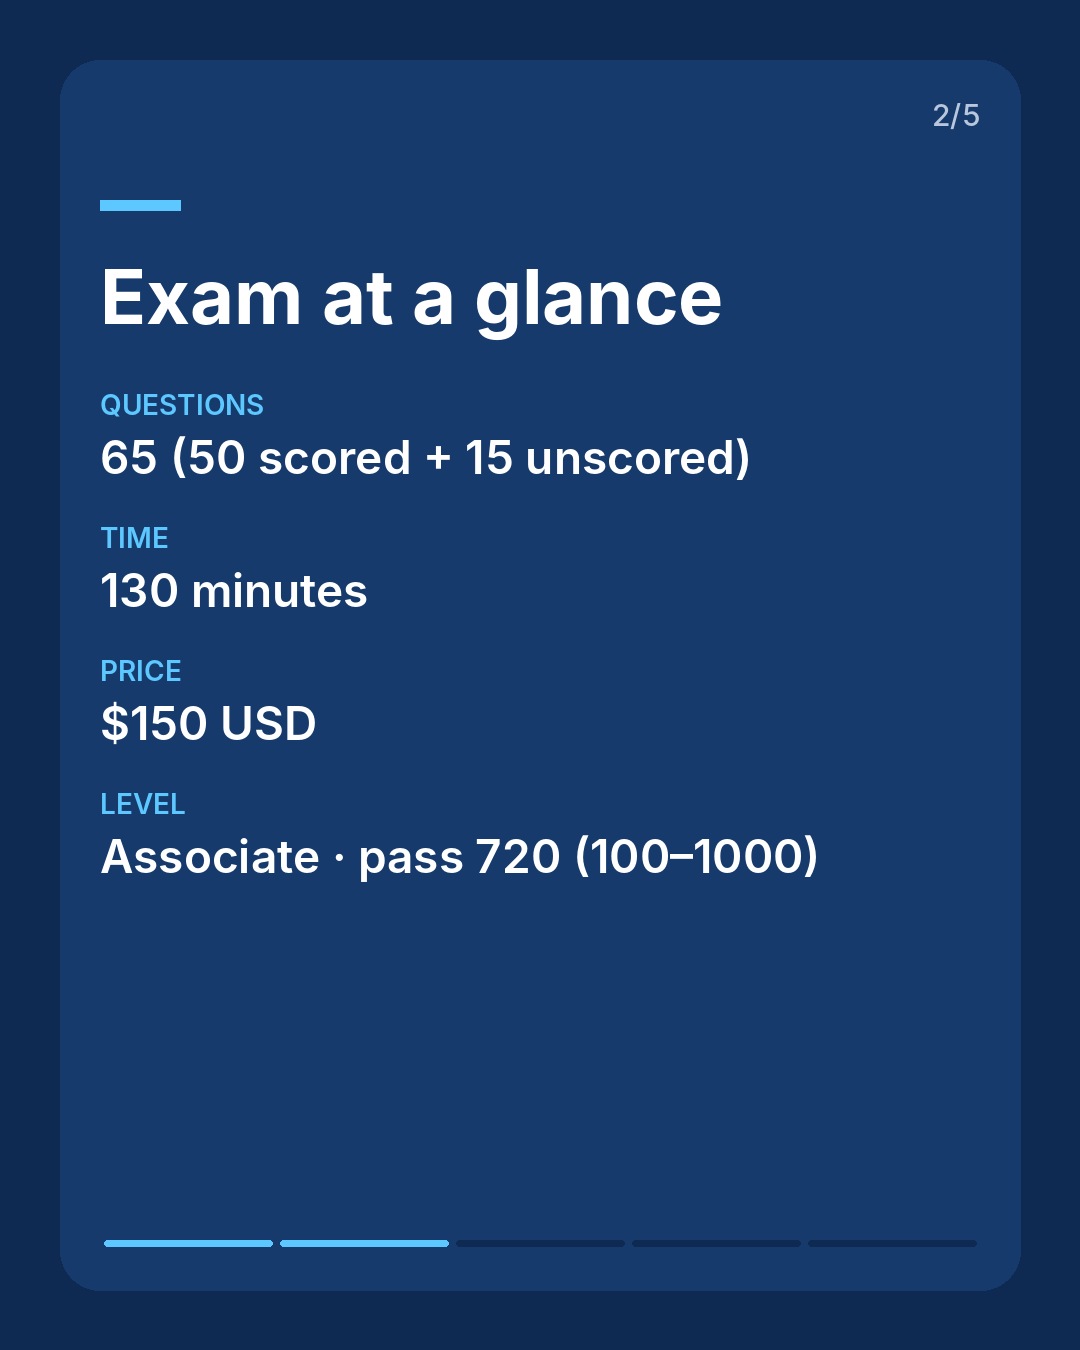 2/5
Exam at a glance
QUESTIONS
65 (50 scored + 15 unscored)
TIME
130 minutes
PRICE
$150 USD
LEVEL
Associate · pass 720 (100–1000)